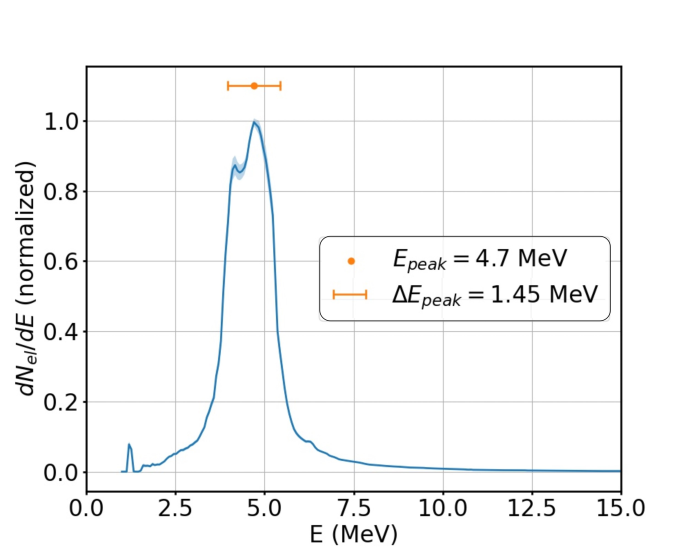 1.0
0.8
0.6
0.4
0.2
0.0
dN_el/dE (normalized)
E_peak = 4.7 MeV
ΔE_peak = 1.45 MeV
0.0 2.5 5.0 7.5 10.0 12.5 15.0
E (MeV)